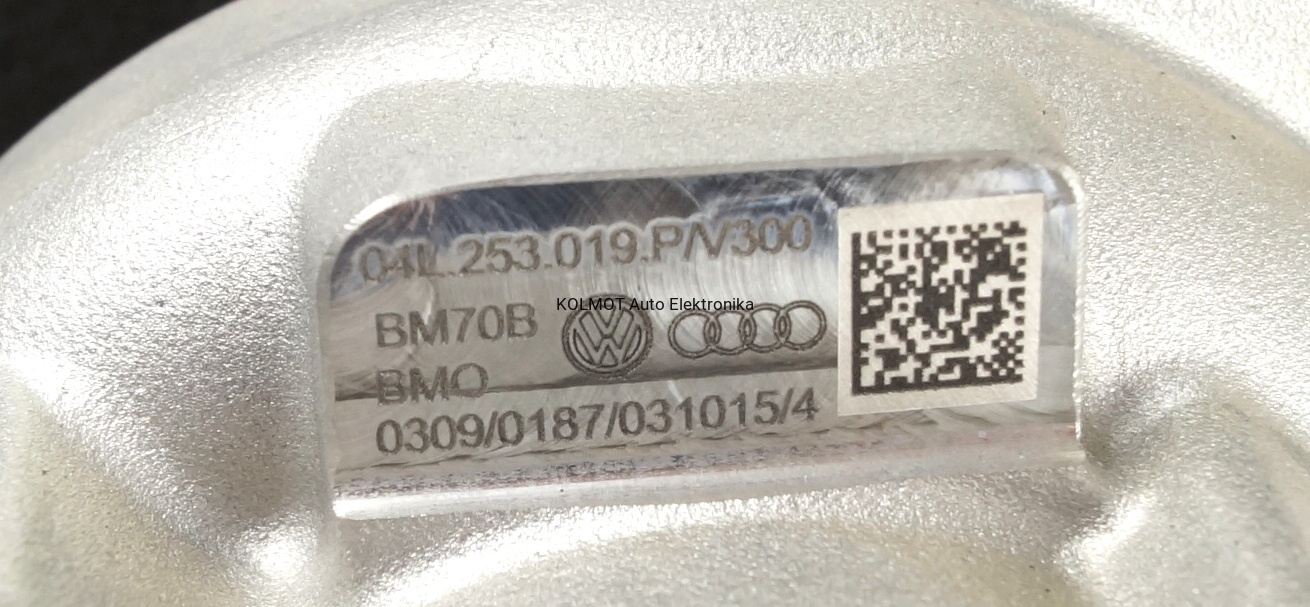 04L.253.019.P/V300
KOLMOT Auto Elektronika
BM70B
BMO
0309/0187/031015/4